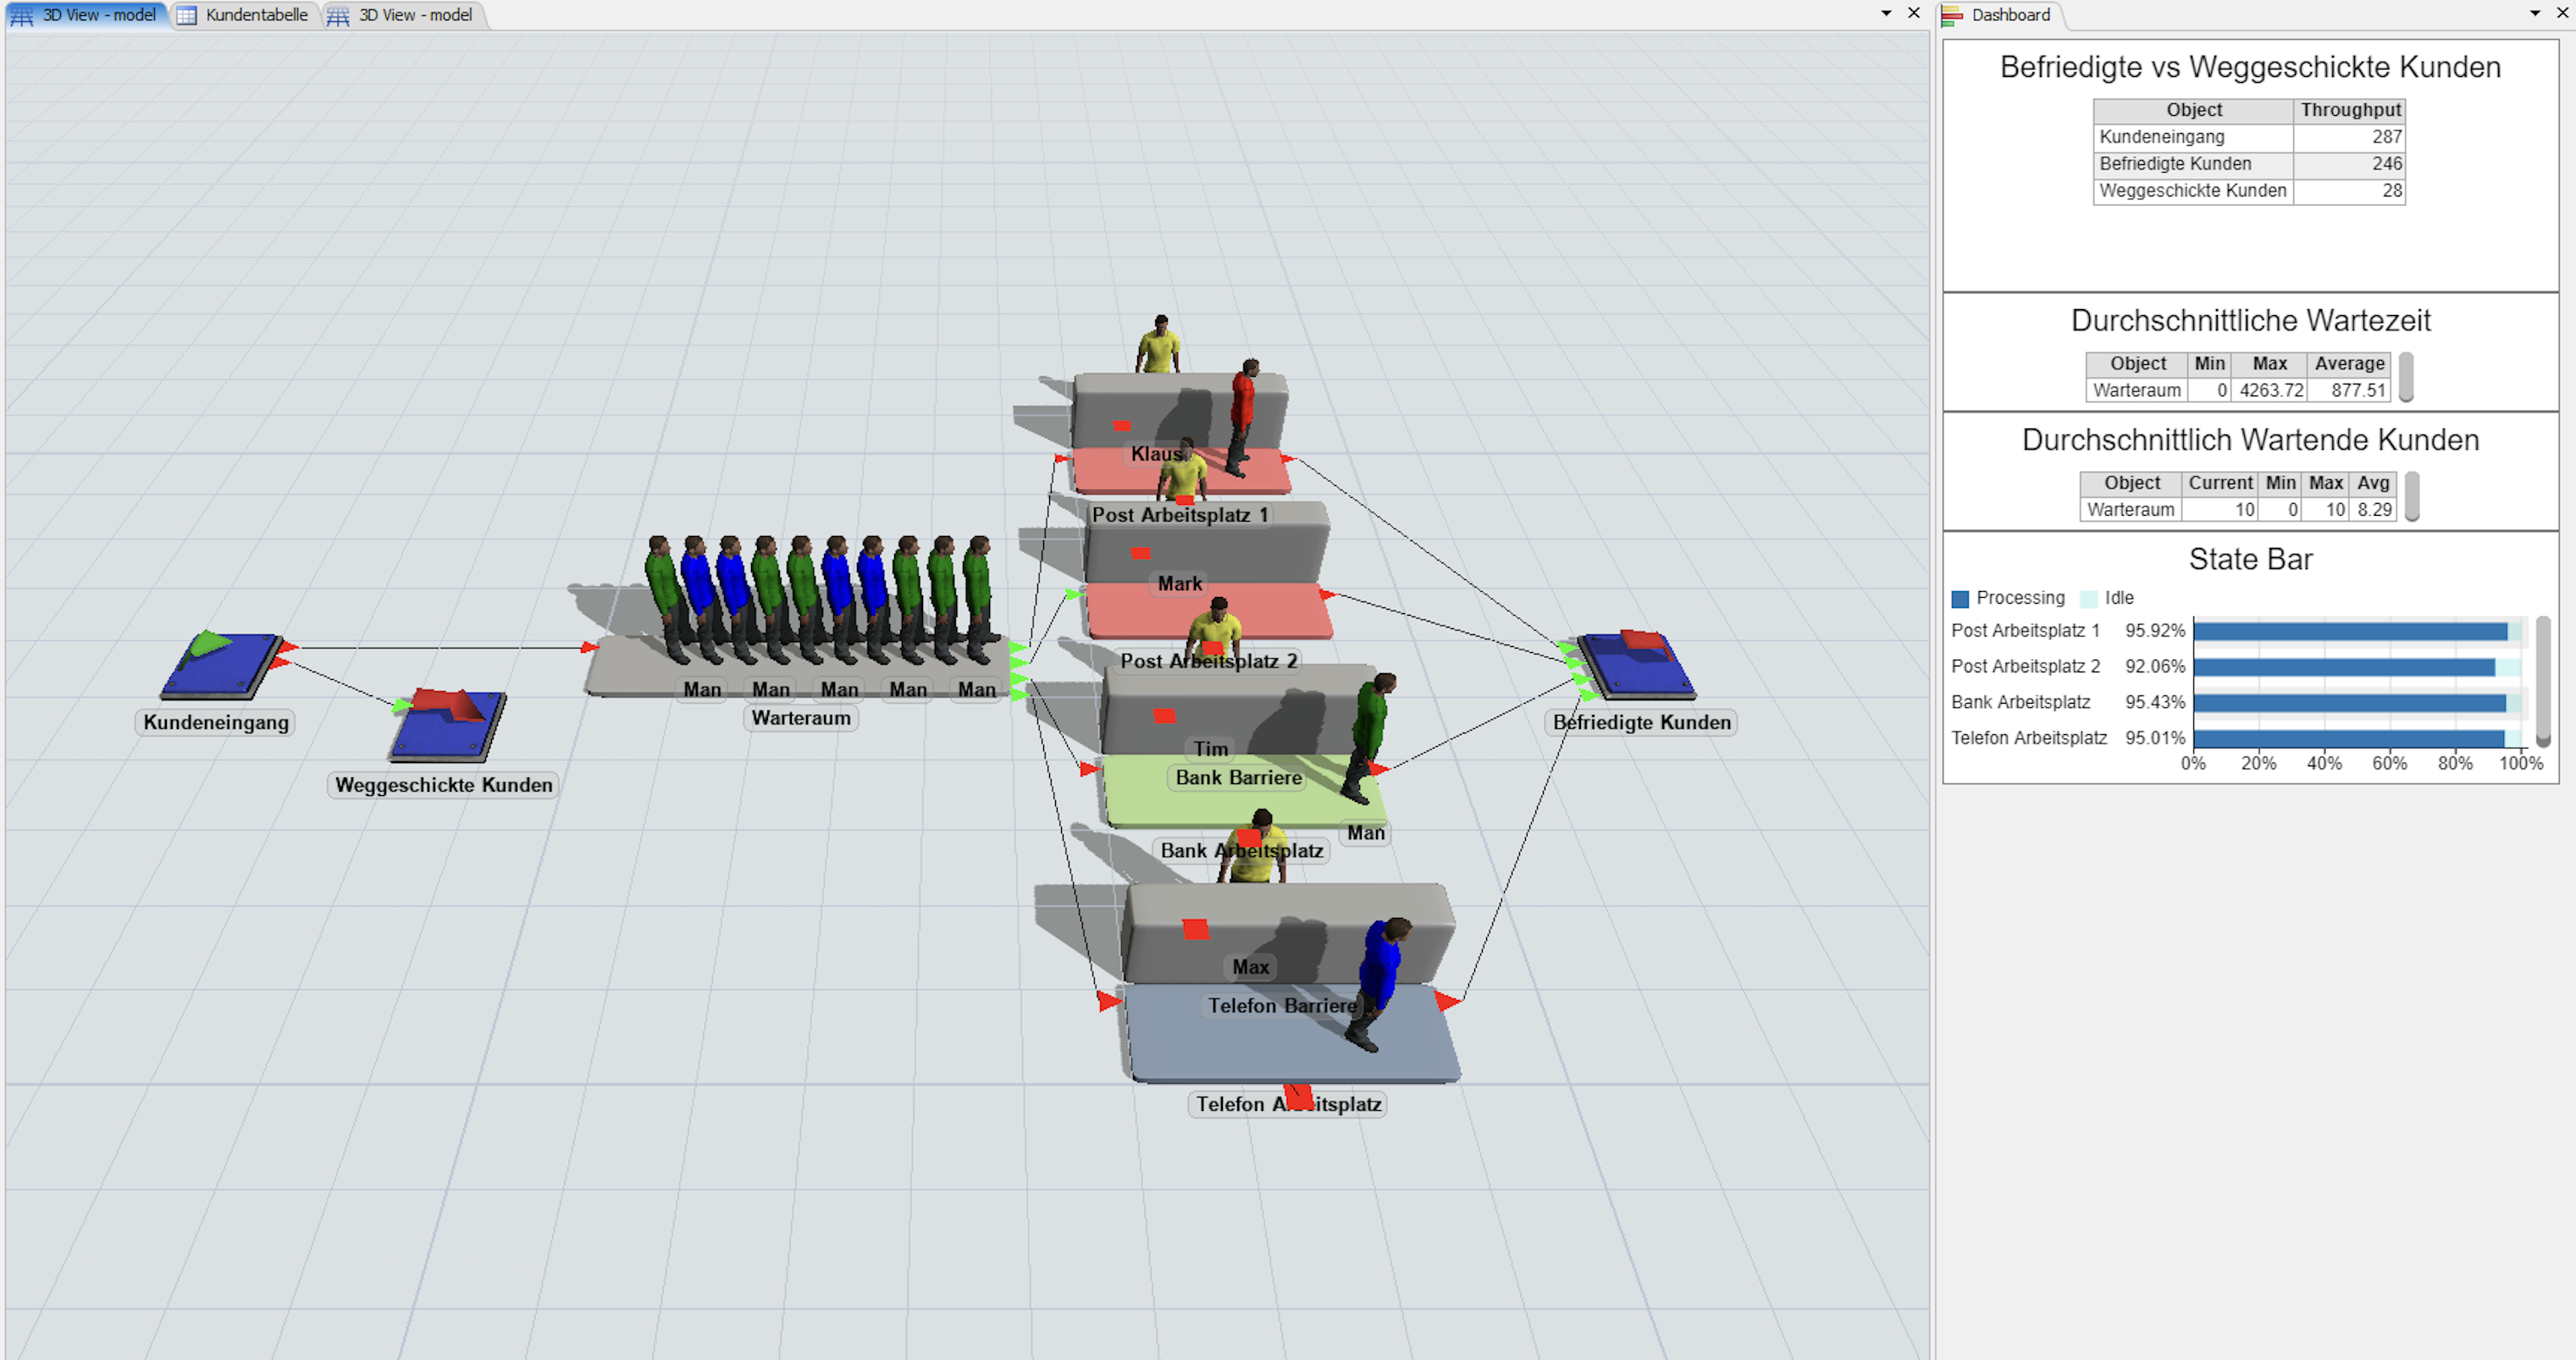 3D View - model
Kundentabelle
3D View - model
Dashboard
Klaus
Post Arbeitsplatz 1
Mark
Post Arbeitsplatz 2
Man Man Man Man Man
Warteraum
Kundeneingang
Weggeschickte Kunden
Befriedigte Kunden
Tim
Bank Barriere
Man
Bank Arbeitsplatz
Max
Telefon Barriere
Telefon Arbeitsplatz
Befriedigte vs Weggeschickte Kunden
Object Throughput
Kundeneingang 287
Befriedigte Kunden 246
Weggeschickte Kunden 28
Durchschnittliche Wartezeit
Object Min Max Average
Warteraum 0 4263.72 877.51
Durchschnittlich Wartende Kunden
Object Current Min Max Avg
Warteraum 10 0 10 8.29
State Bar
Processing Idle
Post Arbeitsplatz 1 95.92%
Post Arbeitsplatz 2 92.06%
Bank Arbeitsplatz 95.43%
Telefon Arbeitsplatz 95.01%
0% 20% 40% 60% 80% 100%